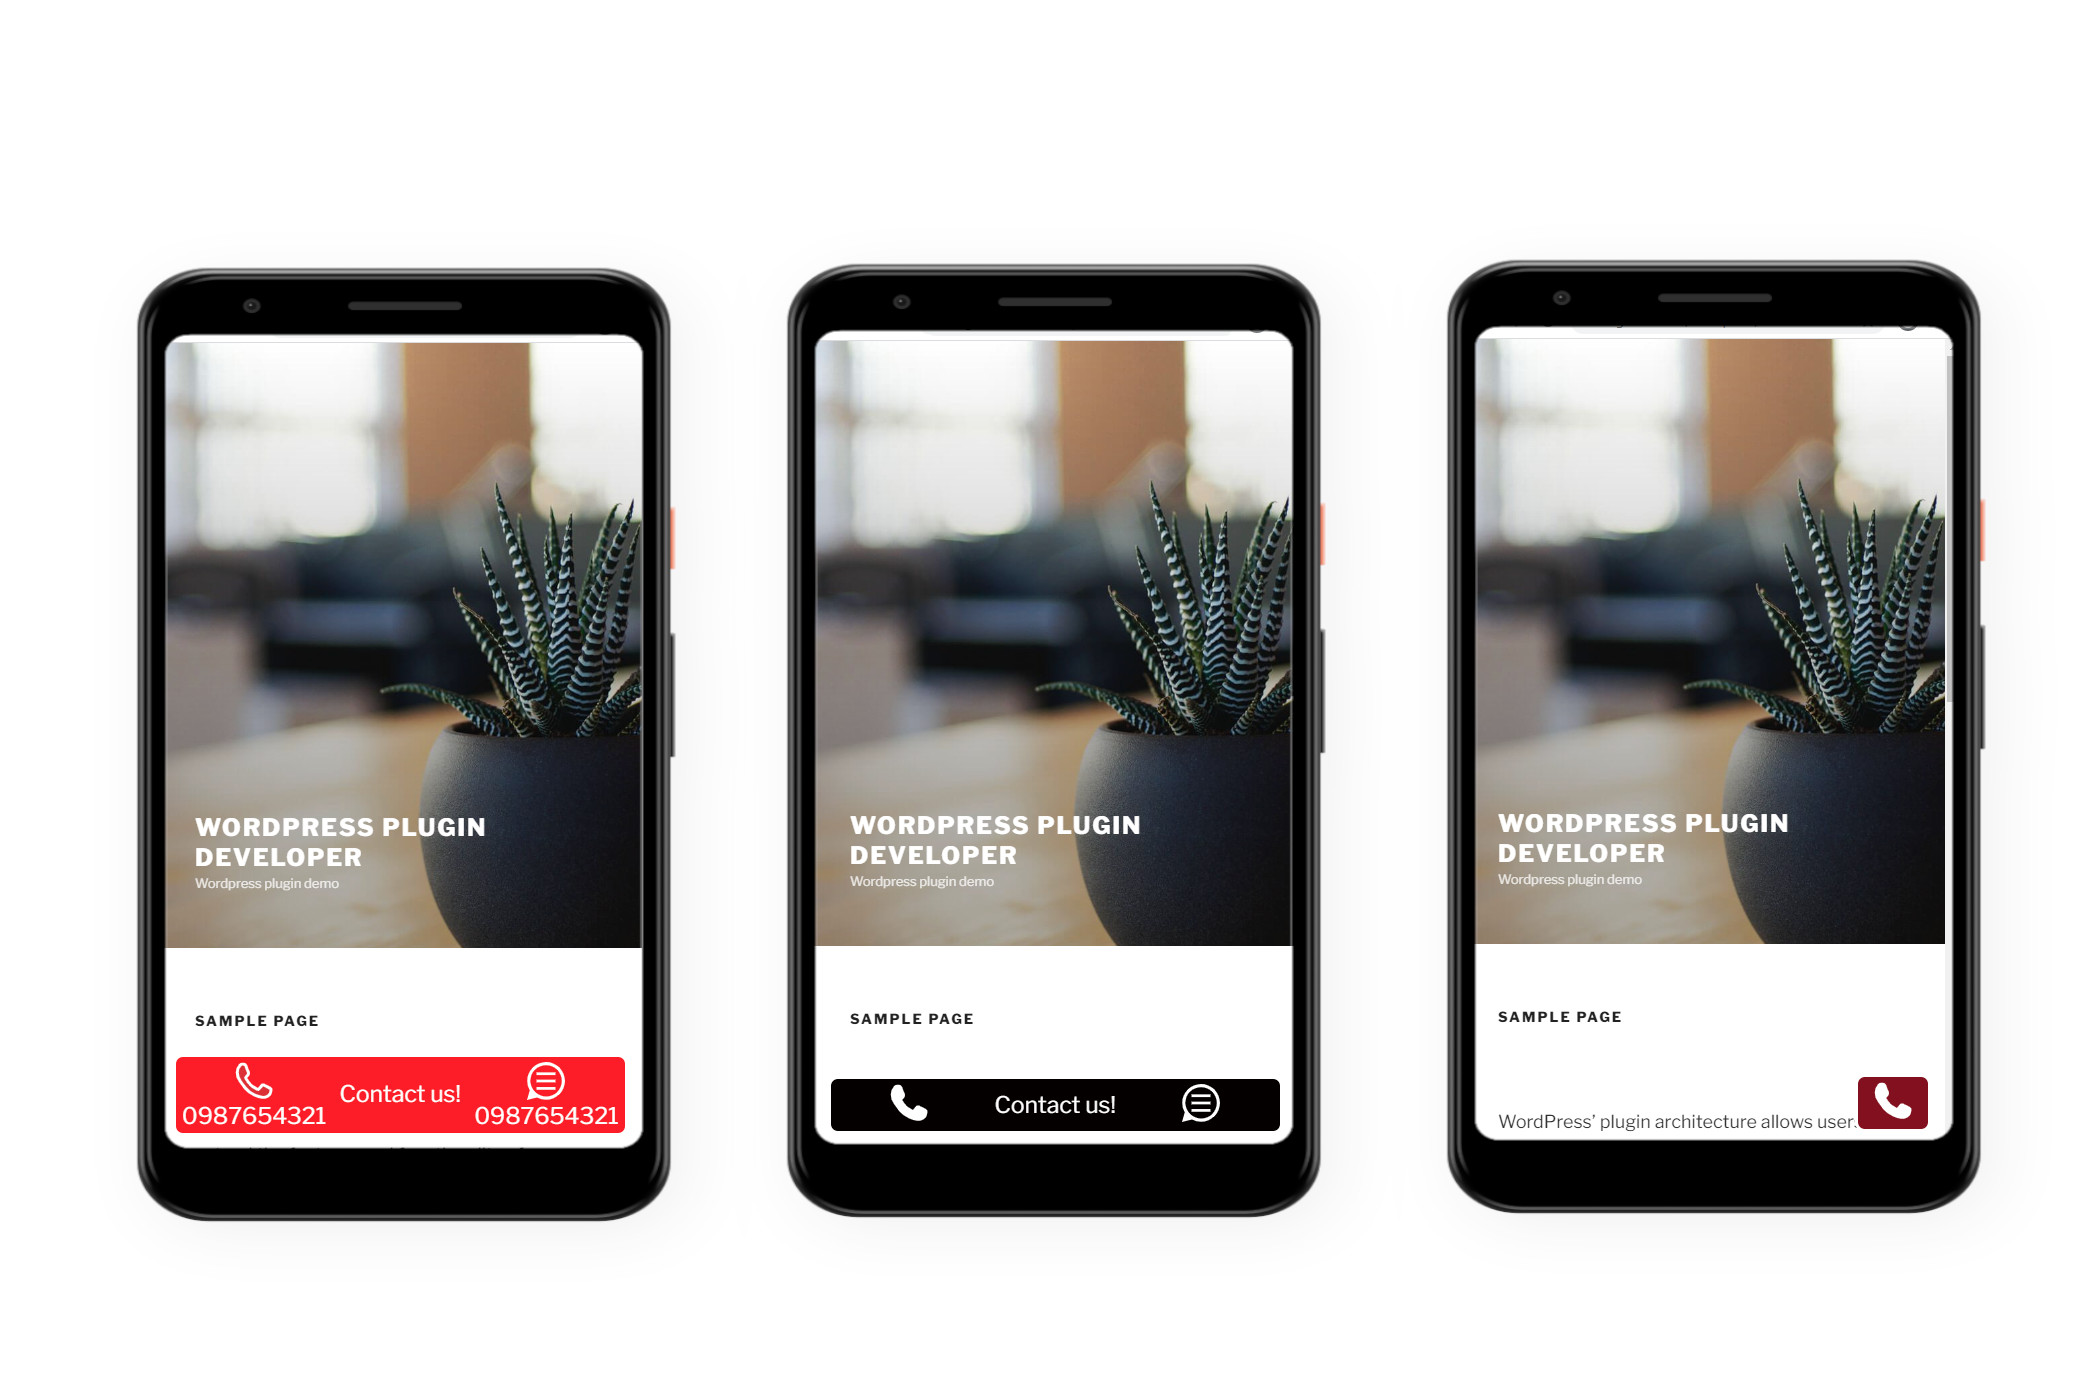 WORDPRESS PLUGIN
DEVELOPER
Wordpress plugin demo
SAMPLE PAGE
Contact us!
0987654321 0987654321
WORDPRESS PLUGIN
DEVELOPER
Wordpress plugin demo
SAMPLE PAGE
Contact us!
WORDPRESS PLUGIN
DEVELOPER
Wordpress plugin demo
SAMPLE PAGE
WordPress’ plugin architecture allows users